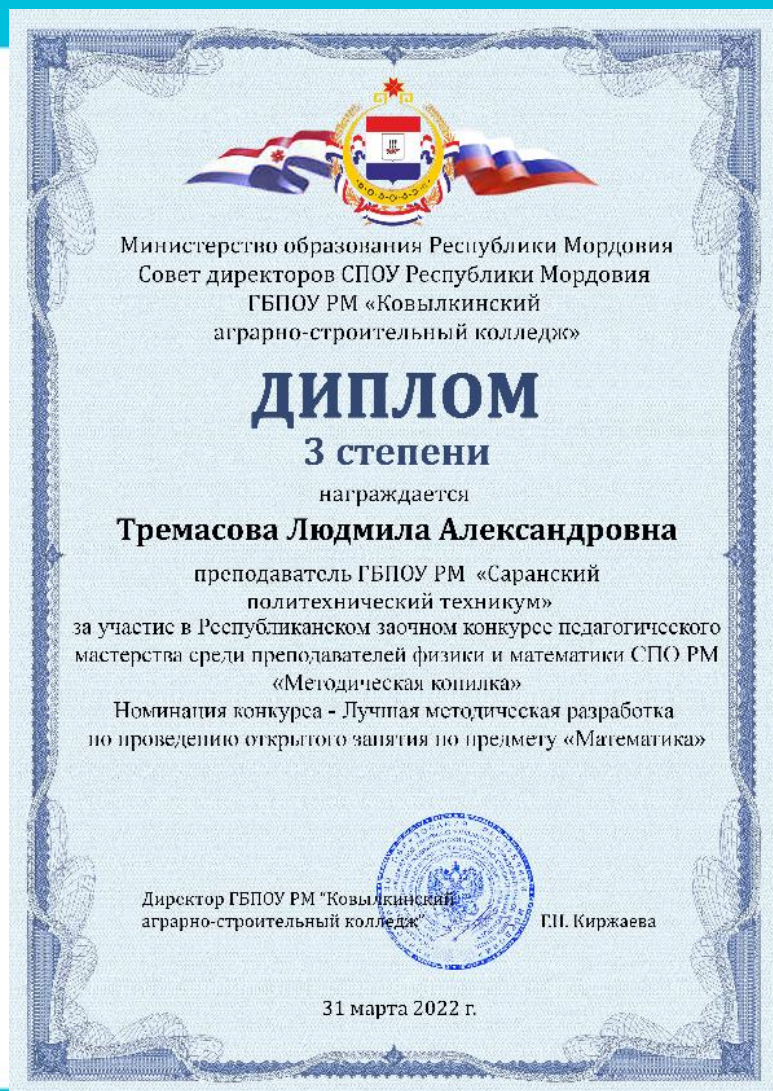 Министерство образования Республики Мордовия
Совет директоров СПОУ Республики Мордовия
ГБПОУ РМ «Ковылкинский
аграрно-строительный колледж»
ДИПЛОМ
3 степени
награждается
Тремасова Людмила Александровна
преподаватель ГБПОУ РМ «Саранский
политехнический техникум»
за участие в Республиканском заочном конкурсе педагогического
мастерства среди преподавателей физики и математики СПО РМ
«Методическая копилка»
Номинация конкурса - Лучшая методическая разработка
по проведению открытого занятия по предмету «Математика»
Директор ГБПОУ РМ "Ковылкинский
аграрно-строительный колледж" Киржаева
31 марта 2022 г.